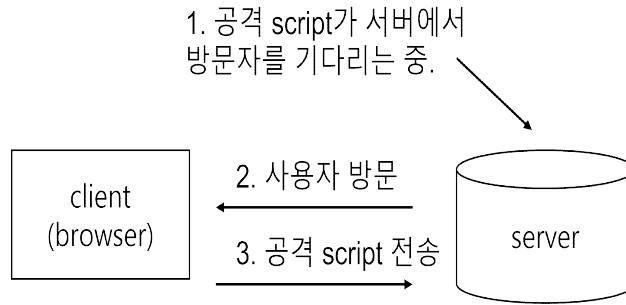 1. 공격 script가 서버에서
방문자를 기다리는 중.
client
(browser)
2. 사용자 방문
3. 공격 script 전송
server